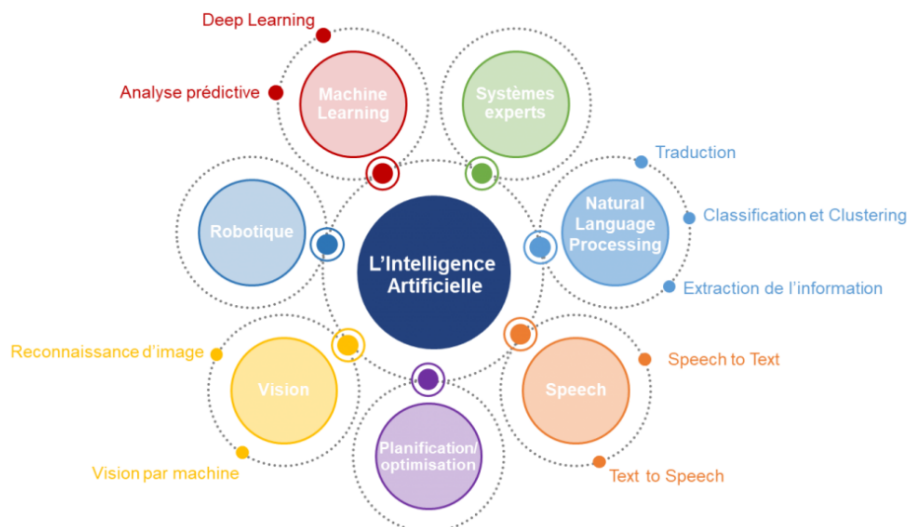 Deep Learning
Analyse prédictive
Machine
Learning
Systèmes
experts
Traduction
Natural
Language
Processing
Classification et Clustering
Extraction de l'information
Robotique
L'Intelligence
Artificielle
Reconnaissance d'image
Vision
Vision par machine
Speech to Text
Speech
Text to Speech
Planification/
optimisation